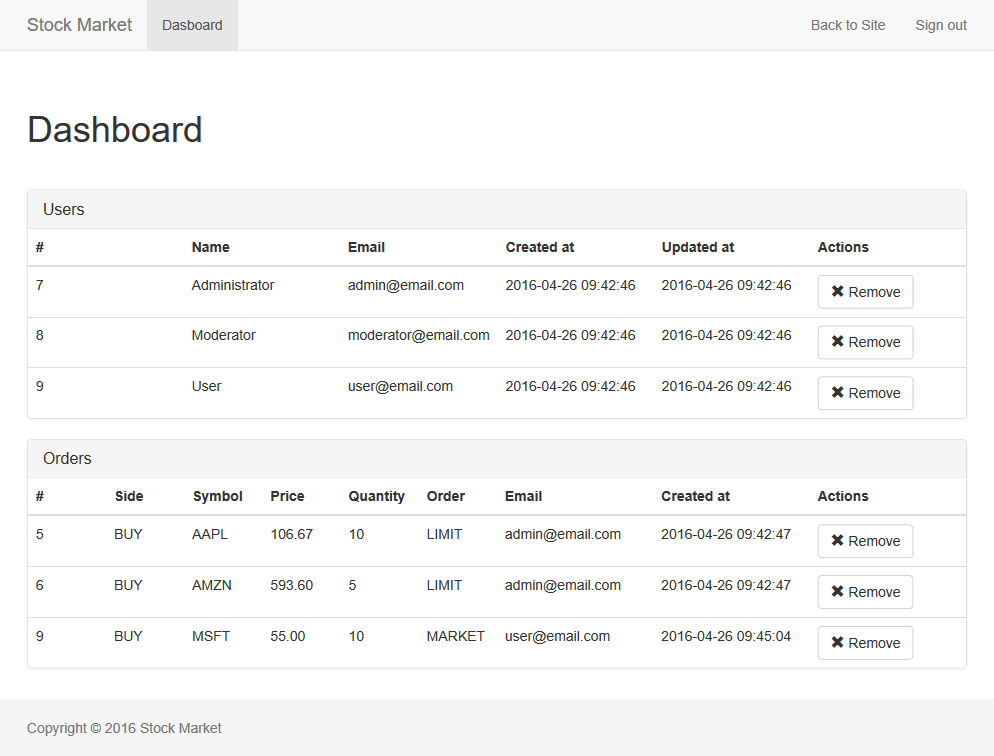 Stock Market Dasboard Back to Site Sign out
Dashboard
Users
# Name Email Created at Updated at Actions
7 Administrator admin@email.com 2016-04-26 09:42:46 2016-04-26 09:42:46 ✖ Remove
8 Moderator moderator@email.com 2016-04-26 09:42:46 2016-04-26 09:42:46 ✖ Remove
9 User user@email.com 2016-04-26 09:42:46 2016-04-26 09:42:46 ✖ Remove
Orders
# Side Symbol Price Quantity Order Email Created at Actions
5 BUY AAPL 106.67 10 LIMIT admin@email.com 2016-04-26 09:42:47 ✖ Remove
6 BUY AMZN 593.60 5 LIMIT admin@email.com 2016-04-26 09:42:47 ✖ Remove
9 BUY MSFT 55.00 10 MARKET user@email.com 2016-04-26 09:45:04 ✖ Remove
Copyright © 2016 Stock Market